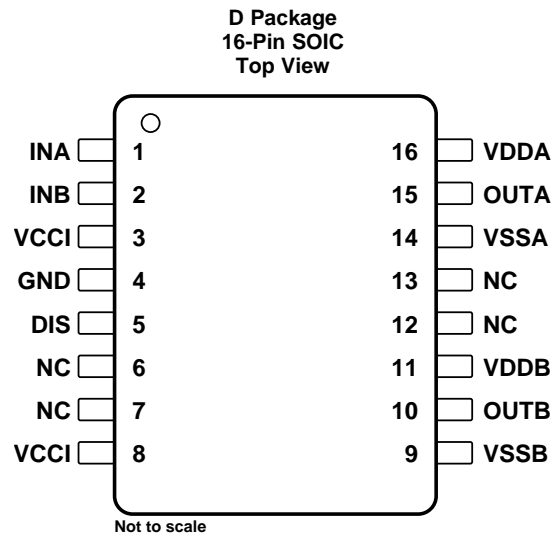 D Package
16-Pin SOIC
Top View
INA 1 16 VDDA
INB 2 15 OUTA
VCCI 3 14 VSSA
GND 4 13 NC
DIS 5 12 NC
NC 6 11 VDDB
NC 7 10 OUTB
VCCI 8 9 VSSB
Not to scale